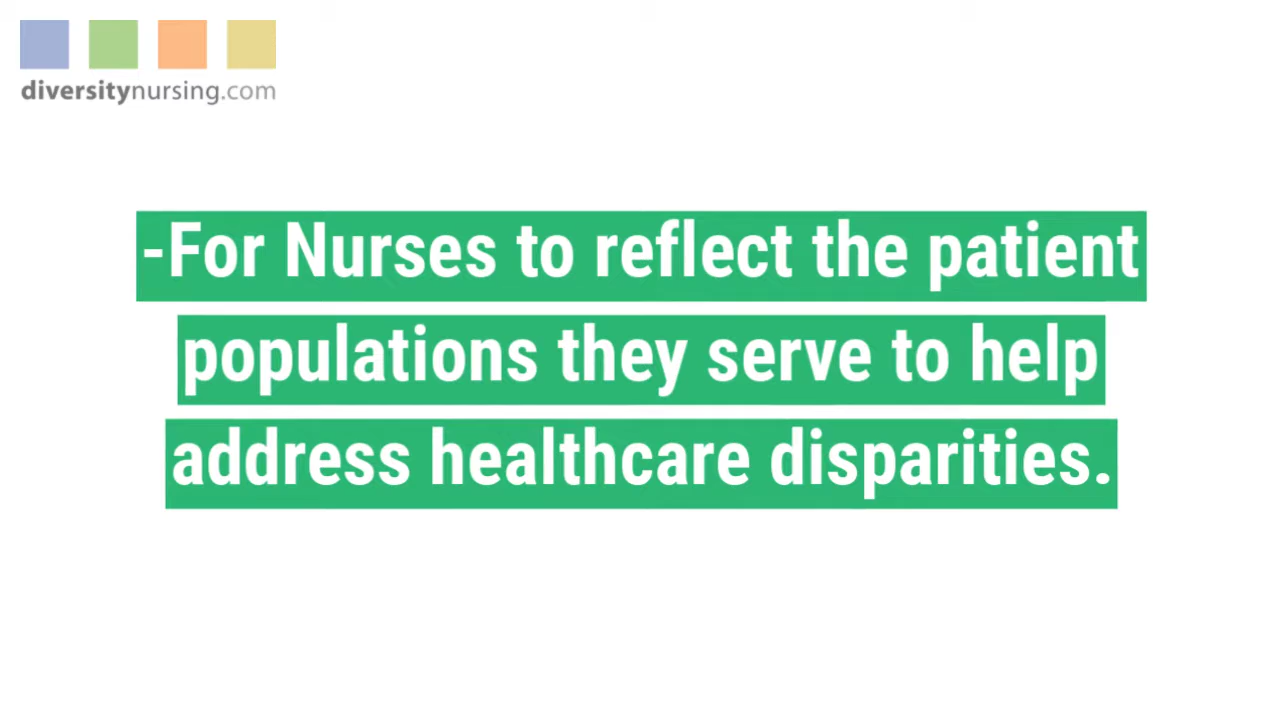 diversitynursing.com
-For Nurses to reflect the patient
populations they serve to help
address healthcare disparities.